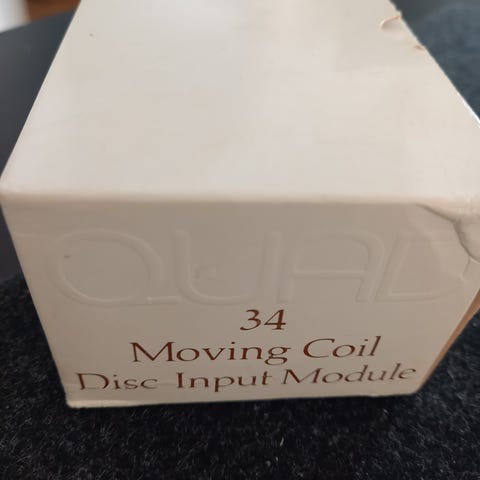 QUAD
34
Moving Coil
Disc Input Module